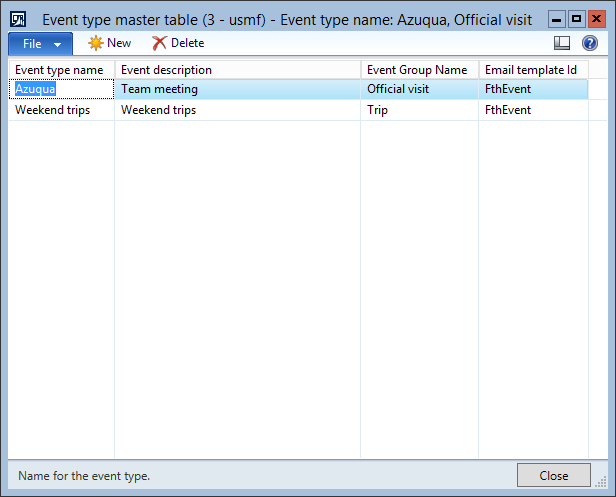 Event type master table (3 - usmf) - Event type name: Azuqua, Official visit
File New Delete
Event type name Event description Event Group Name Email template Id
Azuqua Team meeting Official visit FthEvent
Weekend trips Weekend trips Trip FthEvent
Name for the event type. Close